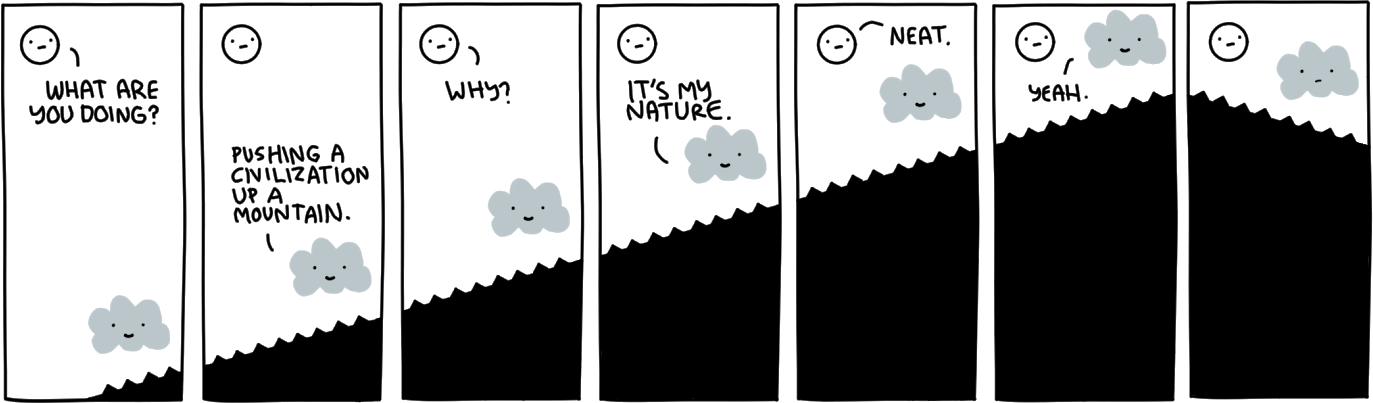 WHAT ARE
YOU DOING?
PUSHING A
CIVILIZATION
UP A
MOUNTAIN.
WHY?
IT'S MY
NATURE.
NEAT.
YEAH.